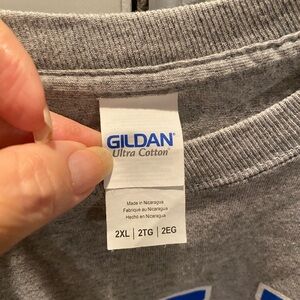 GILDAN®
Ultra Cotton®
Made in Nicaragua
Fabriqué au Nicaragua
Hecho en Nicaragua
2XL | 2TG | 2EG